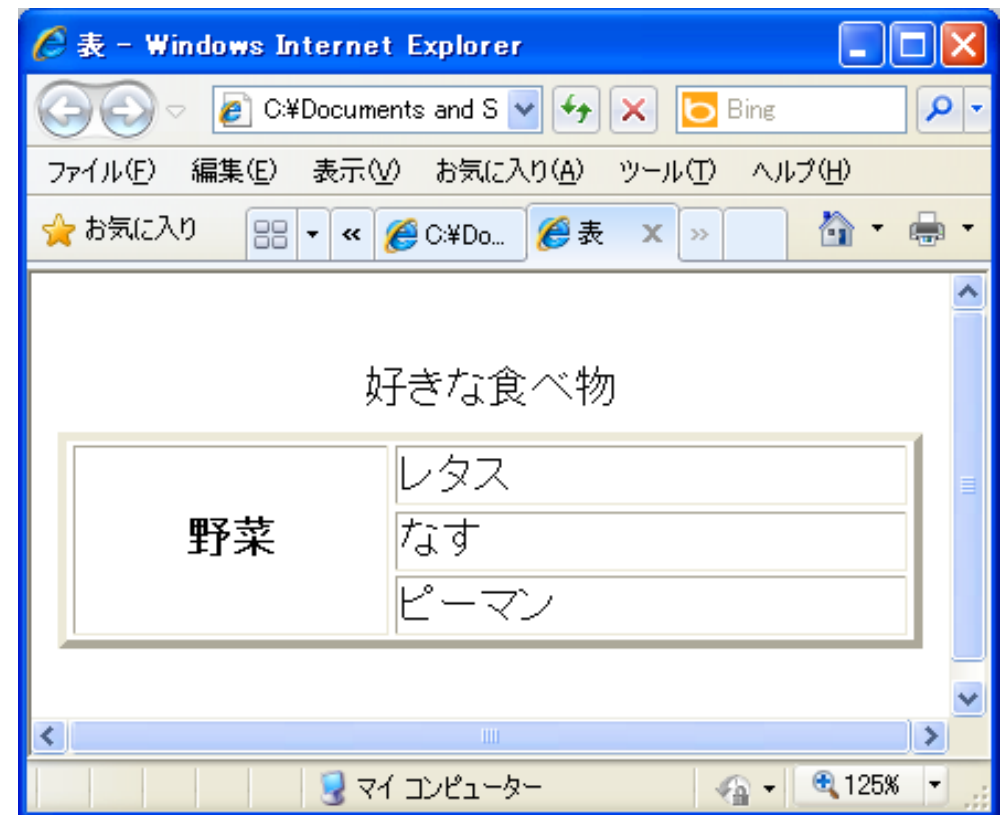 表 - Windows Internet Explorer
C:¥Documents and S Bing
ファイル(F) 編集(E) 表示(V) お気に入り(A) ツール(T) ヘルプ(H)
お気に入り C:¥Do... 表
好きな食べ物
野菜
レタス
なす
ピーマン
マイ コンピューター 125%